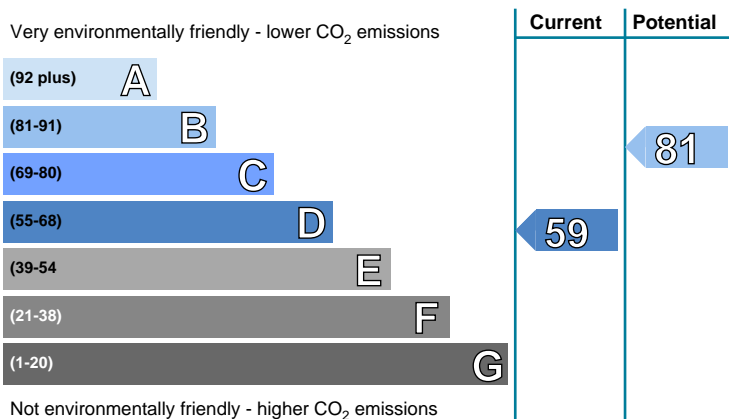 Current Potential
Very environmentally friendly - lower CO2 emissions
(92 plus) A
(81-91) B
81
(69-80) C
(55-68) D
59
(39-54 E
(21-38) F
(1-20) G
Not environmentally friendly - higher CO2 emissions